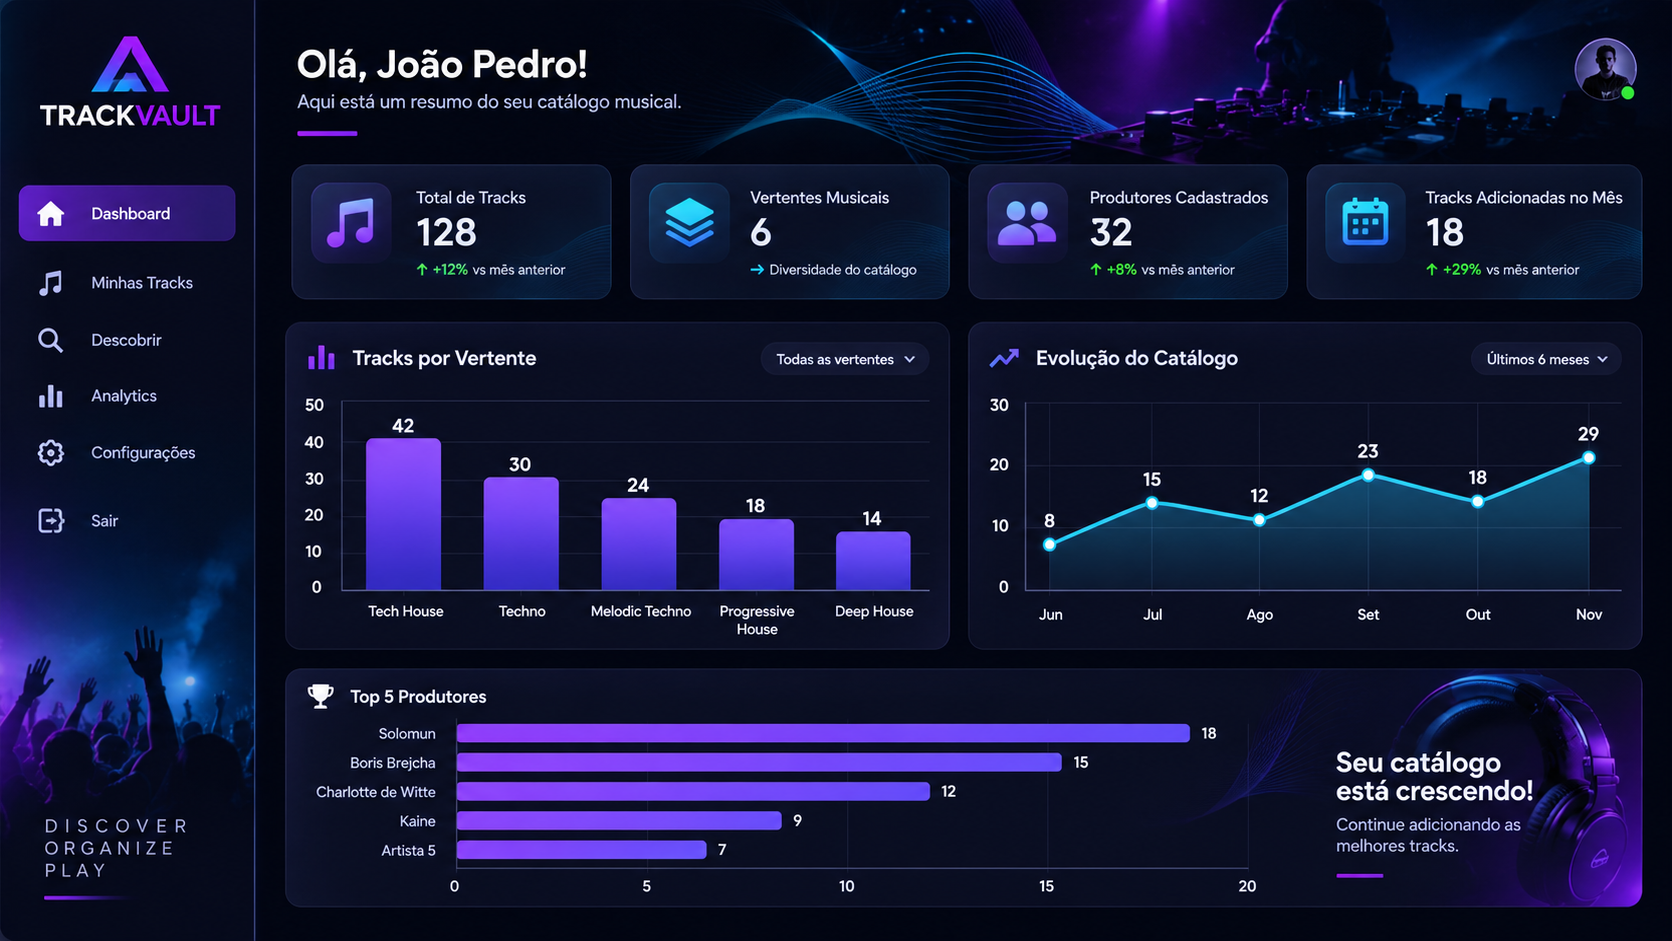 TRACKVAULT
Dashboard
Minhas Tracks
Descobrir
Analytics
Configurações
Sair
DISCOVER
ORGANIZE
PLAY
Olá, João Pedro!
Aqui está um resumo do seu catálogo musical.
Total de Tracks
128
+12% vs mês anterior
Vertentes Musicais
6
Diversidade do catálogo
Produtores Cadastrados
32
+8% vs mês anterior
Tracks Adicionadas no Mês
18
+29% vs mês anterior
Tracks por Vertente
Todas as vertentes
50
40
30
20
10
0
42
30
24
18
14
Tech House
Techno
Melodic Techno
Progressive
House
Deep House
Evolução do Catálogo
Últimos 6 meses
30
20
10
0
8
15
12
23
18
29
Jun
Jul
Ago
Set
Out
Nov
Top 5 Produtores
Solomun 18
Boris Brejcha 15
Charlotte de Witte 12
Kaine 9
Artista 5 7
0 5 10 15 20
Seu catálogo
está crescendo!
Continue adicionando as
melhores tracks.